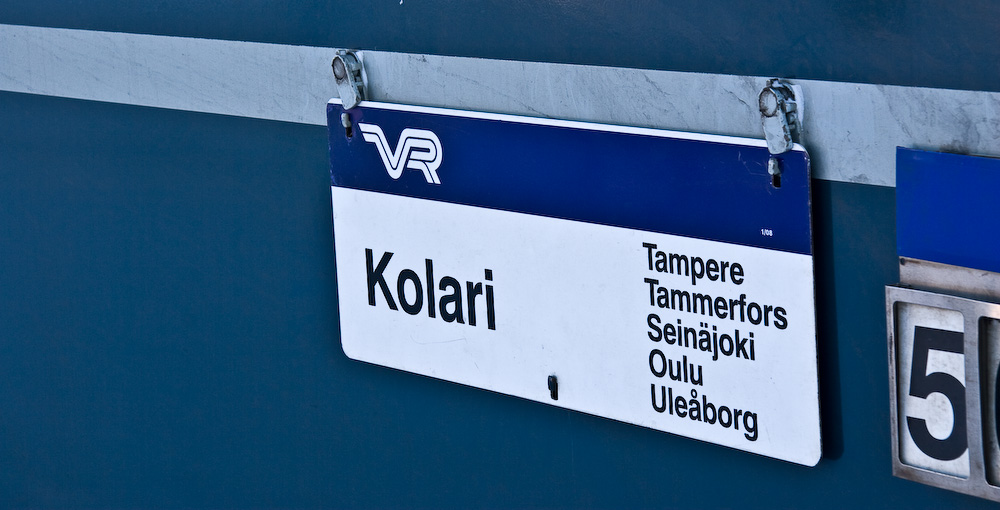 VR
1/08
Kolari
Tampere
Tammerfors
Seinäjoki
Oulu
Uleåborg
5